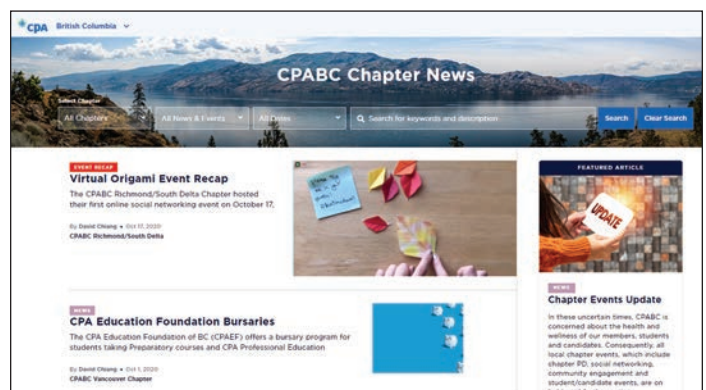 CPA British Columbia
CPABC Chapter News
Select Chapter
All Chapters
All News & Events
All Dates
Search for keywords and description
Search
Clear Search
EVENT RECAP
Virtual Origami Event Recap
The CPABC Richmond/South Delta Chapter hosted
their first online social networking event on October 17,
By David Chiang • Oct 17, 2020
CPABC Richmond/South Delta
NEWS
CPA Education Foundation Bursaries
The CPA Education Foundation of BC (CPAEF) offers a bursary program for
students taking Preparatory courses and CPA Professional Education
By David Chiang • Oct 1, 2020
CPABC Vancouver Chapter
FEATURED ARTICLE
UPDATE
NEWS
Chapter Events Update
In these uncertain times, CPABC is
concerned about the health and
wellness of our members, students
and candidates. Consequently, all
local chapter events, which include
chapter PD, social networking,
community engagement and
student/candidate events, are on